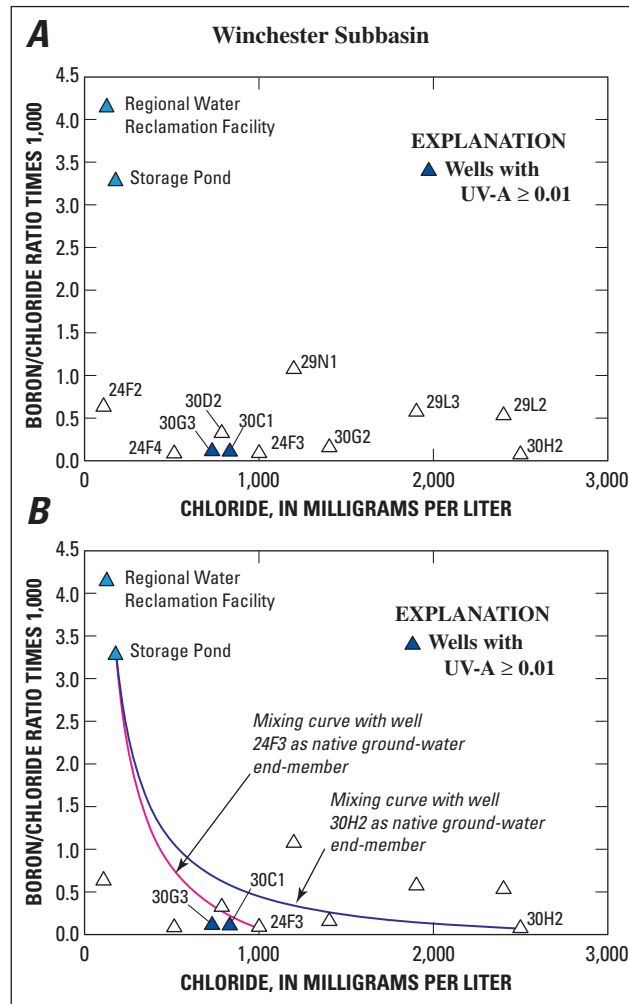 A
Winchester Subbasin
BORON/CHLORIDE RATIO TIMES 1,000
4.5
4.0
3.5
3.0
2.5
2.0
1.5
1.0
0.5
0.0
Regional Water
Reclamation Facility
Storage Pond
EXPLANATION
Wells with
UV-A ≥ 0.01
24F2
24F4
30G3
30D2
30C1
24F3
29N1
30G2
29L3
29L2
30H2
0
1,000
2,000
3,000
CHLORIDE, IN MILLIGRAMS PER LITER
B
BORON/CHLORIDE RATIO TIMES 1,000
4.5
4.0
3.5
3.0
2.5
2.0
1.5
1.0
0.5
0.0
Regional Water
Reclamation Facility
Storage Pond
EXPLANATION
Wells with
UV-A ≥ 0.01
Mixing curve with well
24F3 as native ground-water
end-member
Mixing curve with well
30H2 as native ground-water
end-member
30G3
30C1
24F3
30H2
0
1,000
2,000
3,000
CHLORIDE, IN MILLIGRAMS PER LITER